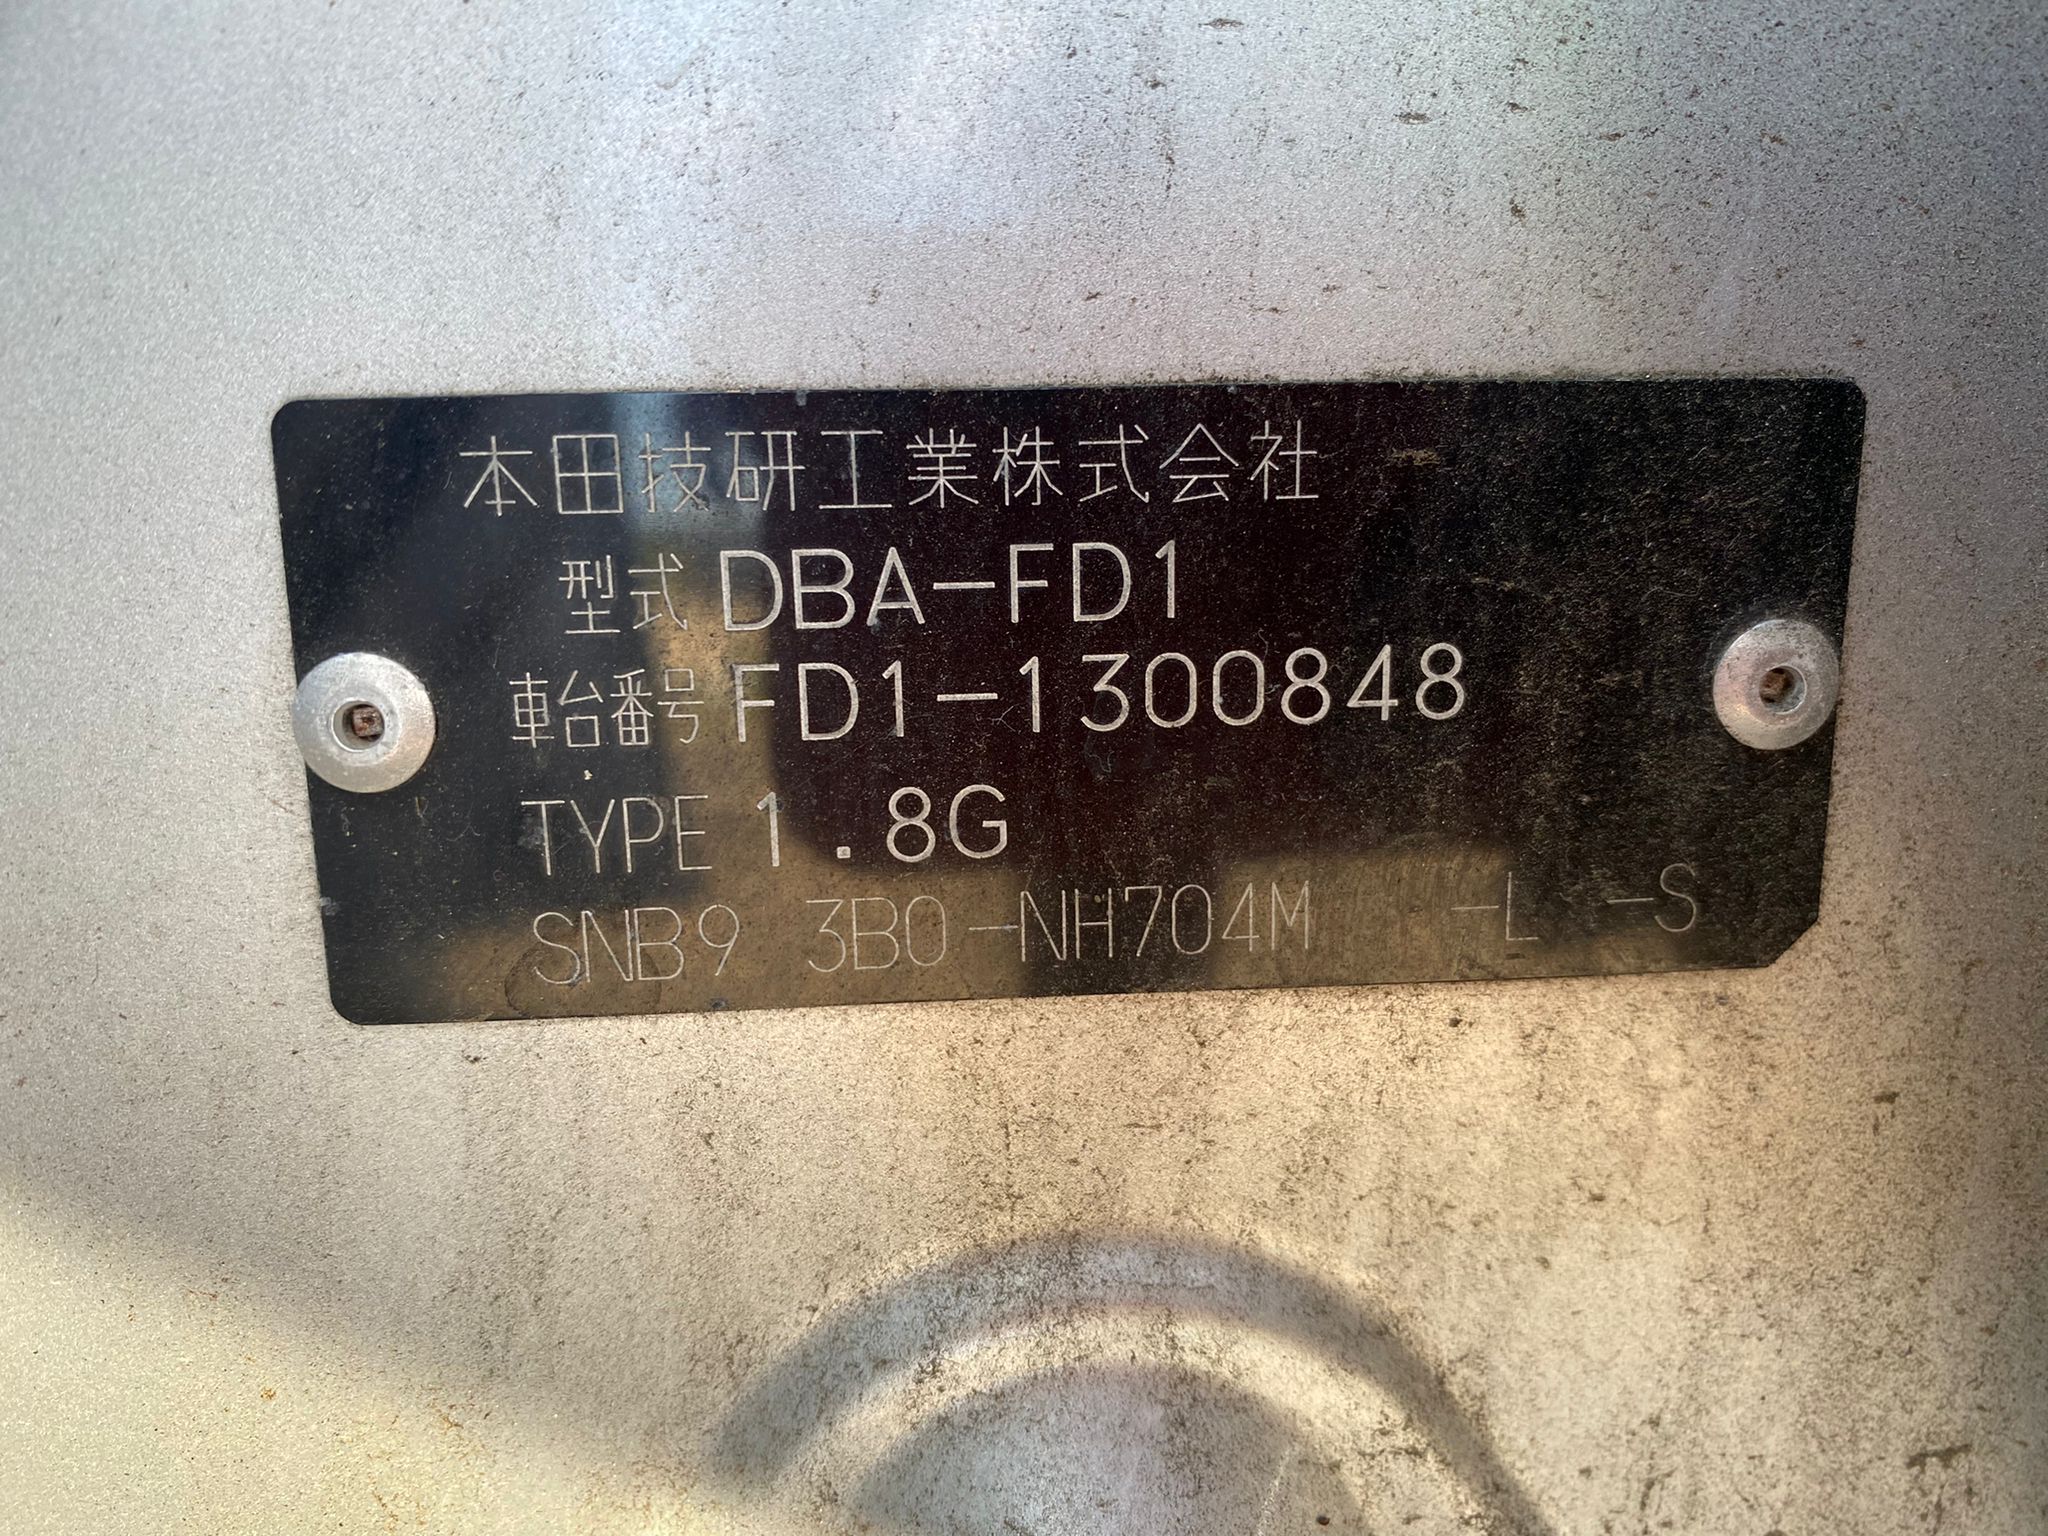 本田技研工業株式会社
型式 DBA-FD1
車台番号 FD1-1300848
TYPE 1.8G
SNB9 3B0-NH704M -L -S